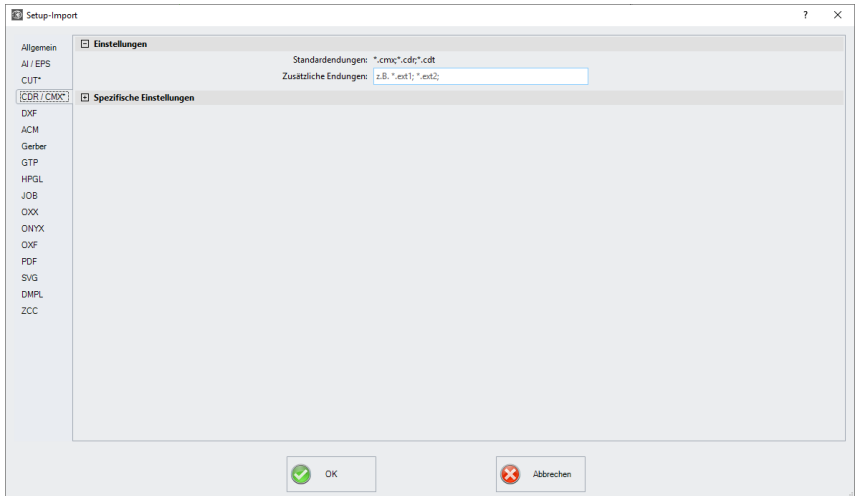 Setup-Import
?
Allgemein
AI / EPS
CUT*
CDR / CMX*
DXF
ACM
Gerber
GTP
HPGL
JOB
OXX
ONYX
OXF
PDF
SVG
DMPL
ZCC
Einstellungen
Standardendungen: *.cmx;*.cdr;*.cdt
Zusätzliche Endungen: z.B. *.ext1; *.ext2;
Spezifische Einstellungen
OK
Abbrechen